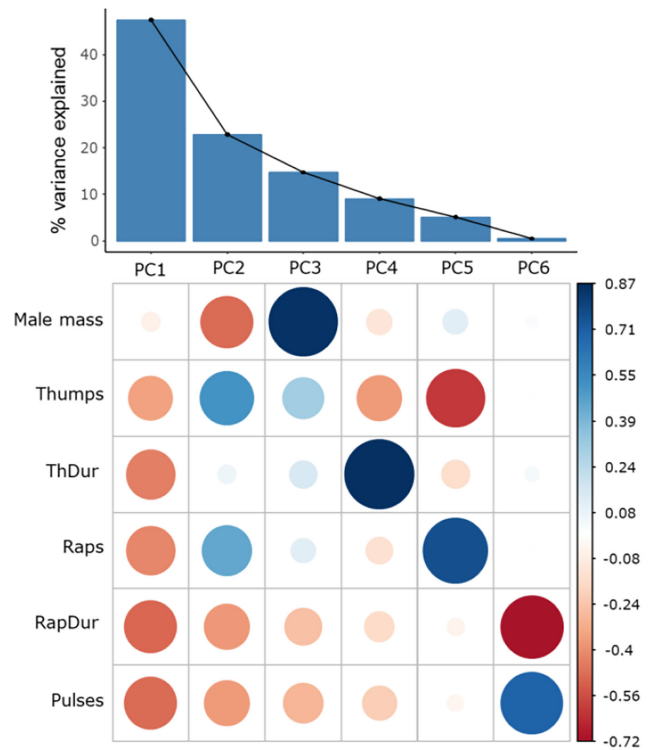 % variance explained
40
30
20
10
0
PC1 PC2 PC3 PC4 PC5 PC6
Male mass
Thumps
ThDur
Raps
RapDur
Pulses
0.87
0.71
0.55
0.39
0.24
0.08
-0.08
-0.24
-0.4
-0.56
-0.72